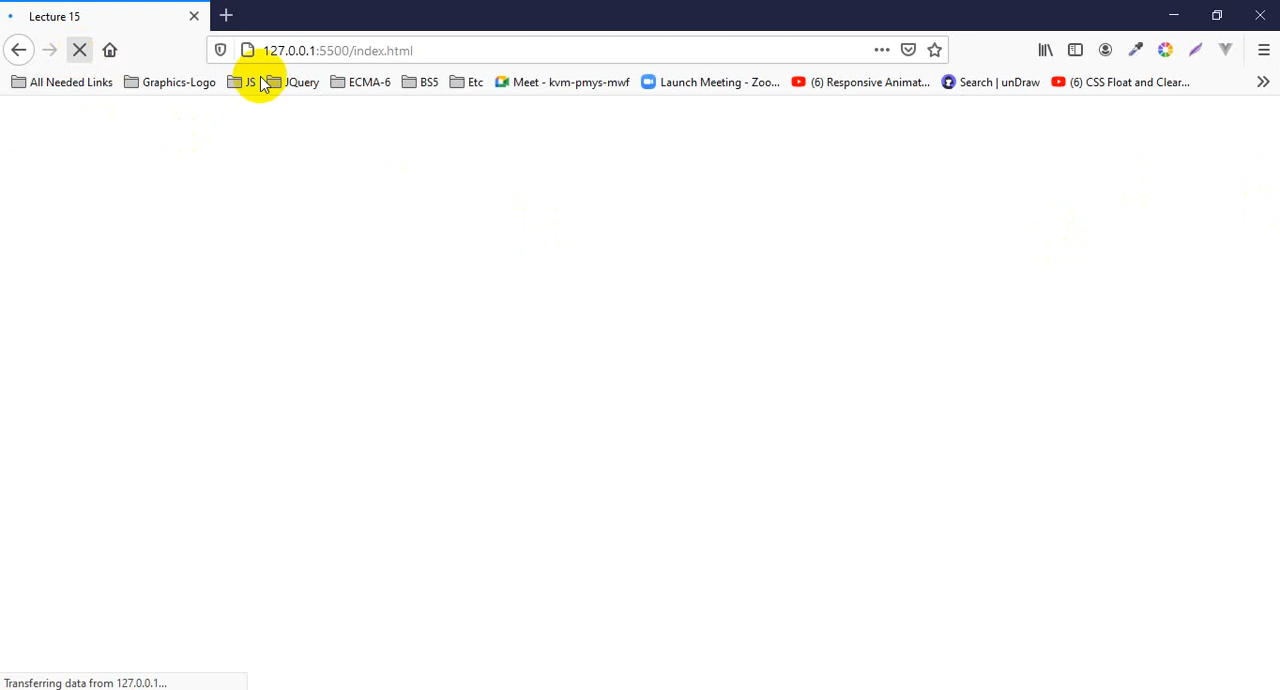 Lecture 15
127.0.0.1:5500/index.html
All Needed Links Graphics-Logo JS JQuery ECMA-6 BS5 Etc Meet - kvm-pmys-mwf Launch Meeting - Zoo... (6) Responsive Animat... Search | unDraw (6) CSS Float and Clear...
Transferring data from 127.0.0.1...